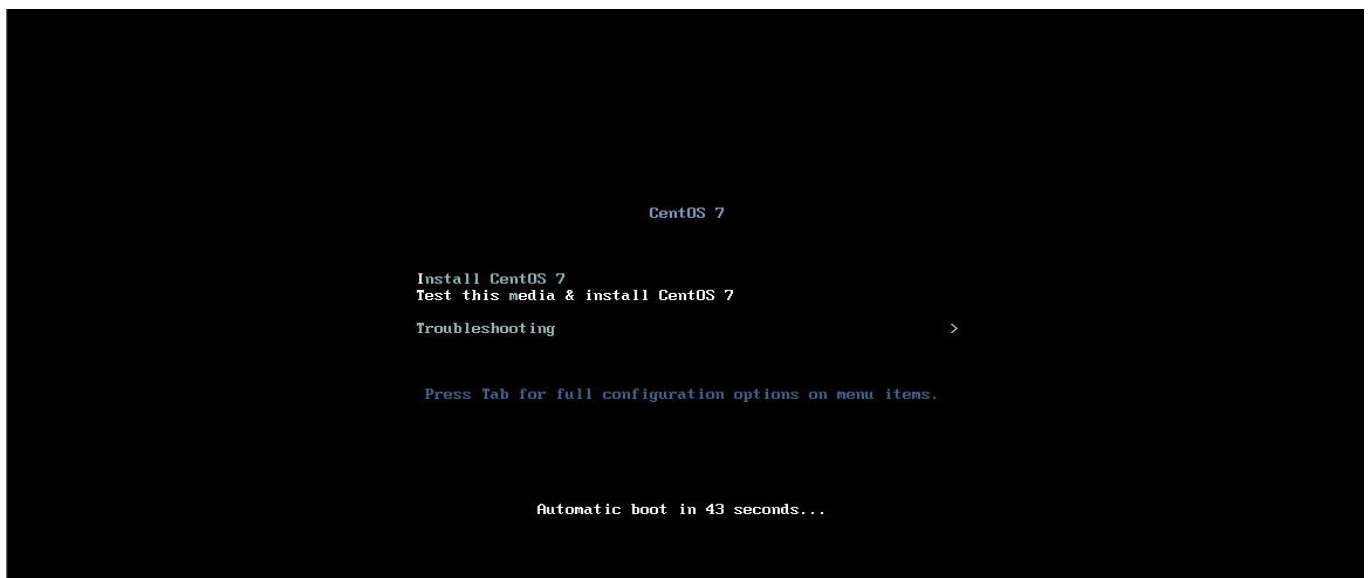 CentOS 7
Install CentOS 7
Test this media & install CentOS 7
Troubleshooting >
Press Tab for full configuration options on menu items.
Automatic boot in 43 seconds...